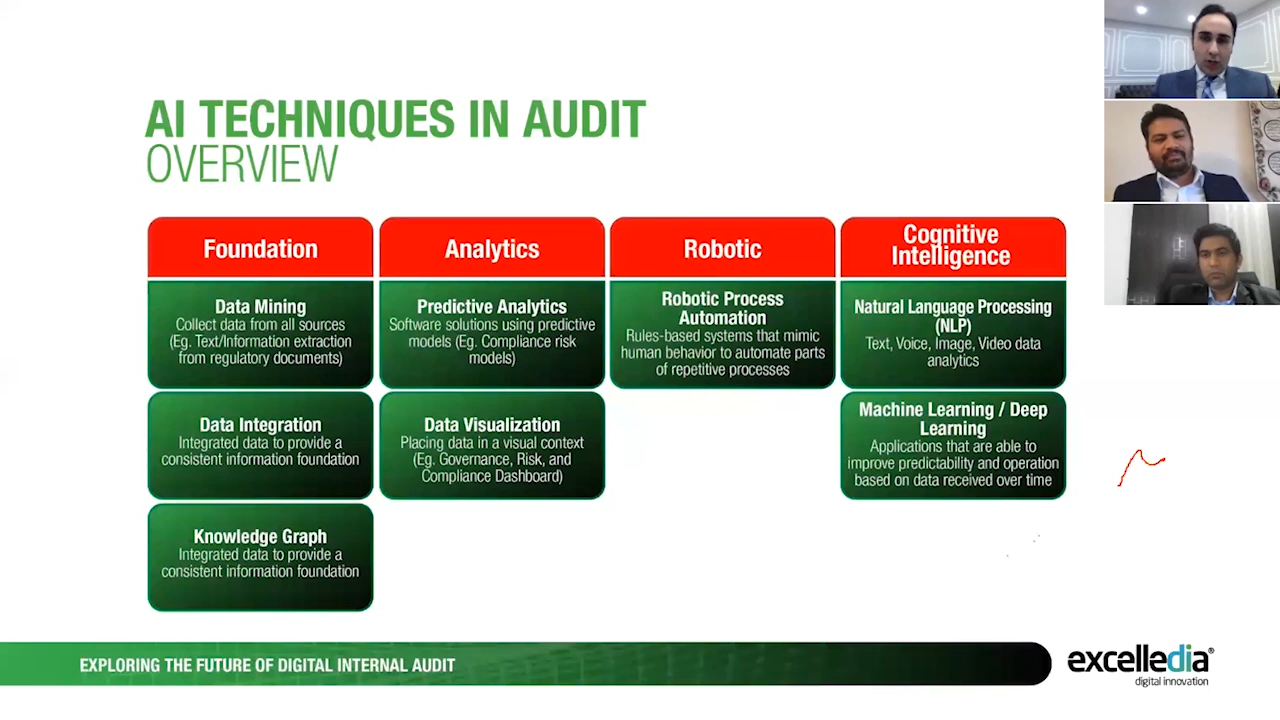 AI TECHNIQUES IN AUDIT
OVERVIEW
Foundation
Data Mining
Collect data from all sources
(Eg. Text/Information extraction
from regulatory documents)
Data Integration
Integrated data to provide a
consistent information foundation
Knowledge Graph
Integrated data to provide a
consistent information foundation
Analytics
Predictive Analytics
Software solutions using predictive
models (Eg. Compliance risk
models)
Data Visualization
Placing data in a visual context
(Eg. Governance, Risk, and
Compliance Dashboard)
Robotic
Robotic Process
Automation
Rules-based systems that mimic
human behavior to automate parts
of repetitive processes
Cognitive
Intelligence
Natural Language Processing
(NLP)
Text, Voice, Image, Video data
analytics
Machine Learning / Deep
Learning
Applications that are able to
improve predictability and operation
based on data received over time
EXPLORING THE FUTURE OF DIGITAL INTERNAL AUDIT
excelledia®
digital innovation